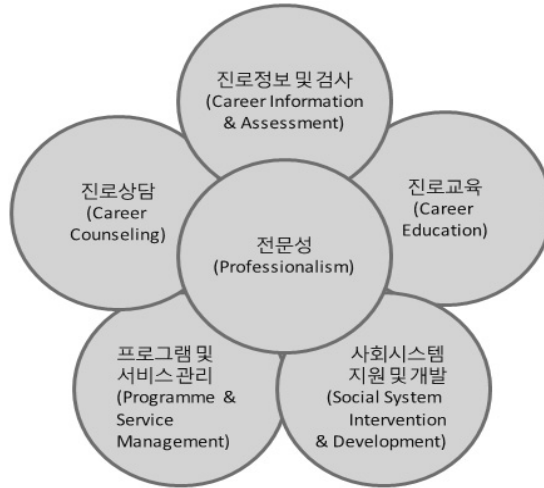 진로정보 및 검사
(Career Information
& Assessment)
진로상담
(Career
Counseling)
진로교육
(Career
Education)
전문성
(Professionalism)
프로그램 및
서비스 관리
(Programme &
Service
Management)
사회시스템
지원 및 개발
(Social System
Intervention
& Development)